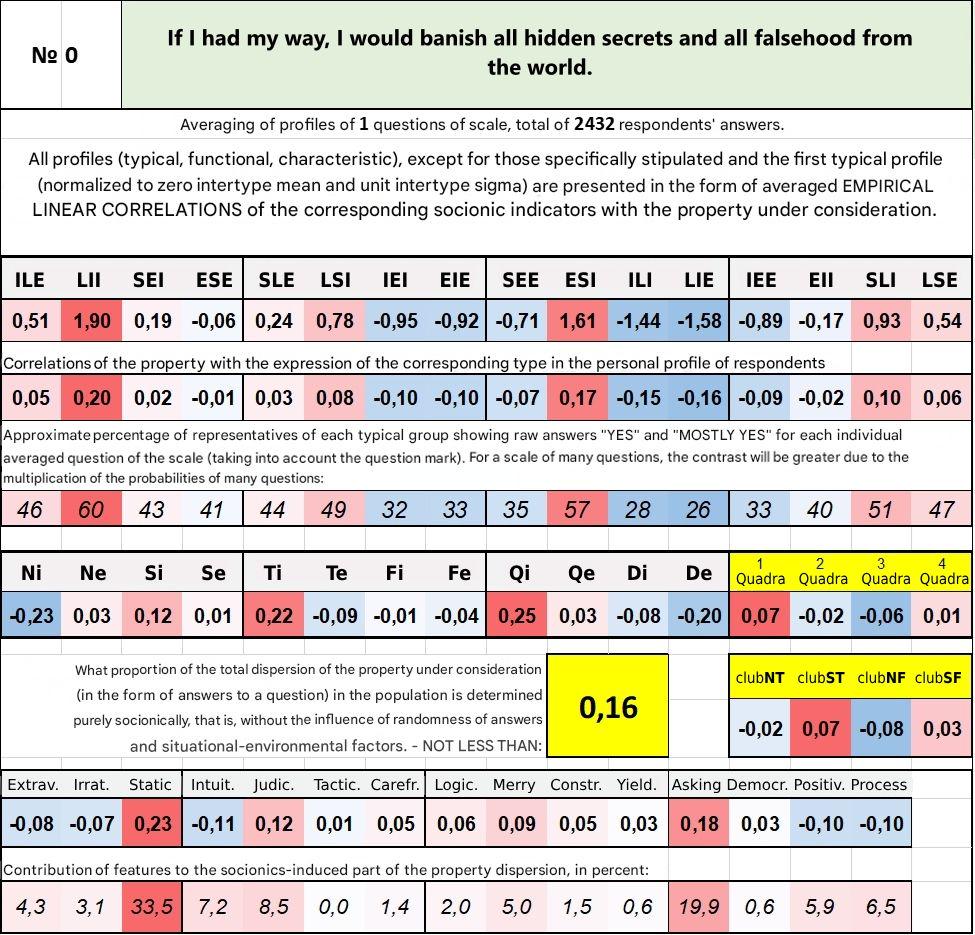 № 0
If I had my way, I would banish all hidden secrets and all falsehood from
the world.
Averaging of profiles of 1 questions of scale, total of 2432 respondents' answers.
All profiles (typical, functional, characteristic), except for those specifically stipulated and the first typical profile
(normalized to zero intertype mean and unit intertype sigma) are presented in the form of averaged EMPIRICAL
LINEAR CORRELATIONS of the corresponding socionic indicators with the property under consideration.
ILE LII SEI ESE SLE LSI IEI EIE SEE ESI ILI LIE IEE EII SLI LSE
0,51 1,90 0,19 -0,06 0,24 0,78 -0,95 -0,92 -0,71 1,61 -1,44 -1,58 -0,89 -0,17 0,93 0,54
Correlations of the property with the expression of the corresponding type in the personal profile of respondents
0,05 0,20 0,02 -0,01 0,03 0,08 -0,10 -0,10 -0,07 0,17 -0,15 -0,16 -0,09 -0,02 0,10 0,06
Approximate percentage of representatives of each typical group showing raw answers "YES" and "MOSTLY YES" for each individual
averaged question of the scale (taking into account the question mark). For a scale of many questions, the contrast will be greater due to the
multiplication of the probabilities of many questions:
46 60 43 41 44 49 32 33 35 57 28 26 33 40 51 47
Ni Ne Si Se Ti Te Fi Fe Qi Qe Di De 1 2 3 4
Quadra Quadra Quadra Quadra
-0,23 0,03 0,12 0,01 0,22 -0,09 -0,01 -0,04 0,25 0,03 -0,08 -0,20 0,07 -0,02 -0,06 0,01
What proportion of the total dispersion of the property under consideration
(in the form of answers to a question) in the population is determined
purely socionically, that is, without the influence of randomness of answers
and situational-environmental factors. - NOT LESS THAN:
0,16
clubNT clubST clubNF clubSF
-0,02 0,07 -0,08 0,03
Extrav. Irrat. Static Intuit. Judic. Tactic. Carefr. Logic. Merry Constr. Yield. Asking Democr. Positiv. Process
-0,08 -0,07 0,23 -0,11 0,12 0,01 0,05 0,06 0,09 0,05 0,03 0,18 0,03 -0,10 -0,10
Contribution of features to the socionics-induced part of the property dispersion, in percent:
4,3 3,1 33,5 7,2 8,5 0,0 1,4 2,0 5,0 1,5 0,6 19,9 0,6 5,9 6,5